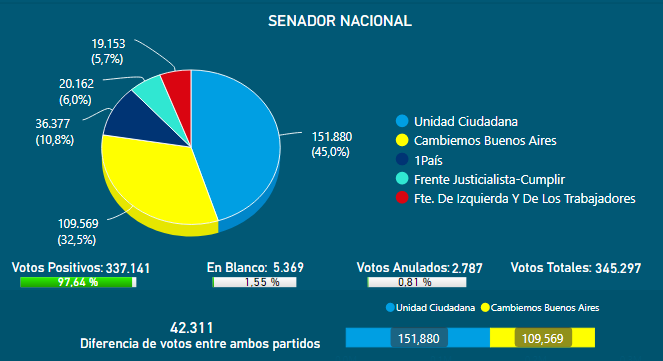 SENADOR NACIONAL
19.153
(5,7%)
20.162
(6,0%)
36.377
(10,8%)
109.569
(32,5%)
151.880
(45,0%)
Unidad Ciudadana
Cambiemos Buenos Aires
1País
Frente Justicialista-Cumplir
Fte. De Izquierda Y De Los Trabajadores
Votos Positivos: 337.141
97,64 %
En Blanco: 5.369
1,55 %
Votos Anulados: 2.787
0,81 %
Votos Totales: 345.297
42.311
Diferencia de votos entre ambos partidos
Unidad Ciudadana
Cambiemos Buenos Aires
151,880
109,569